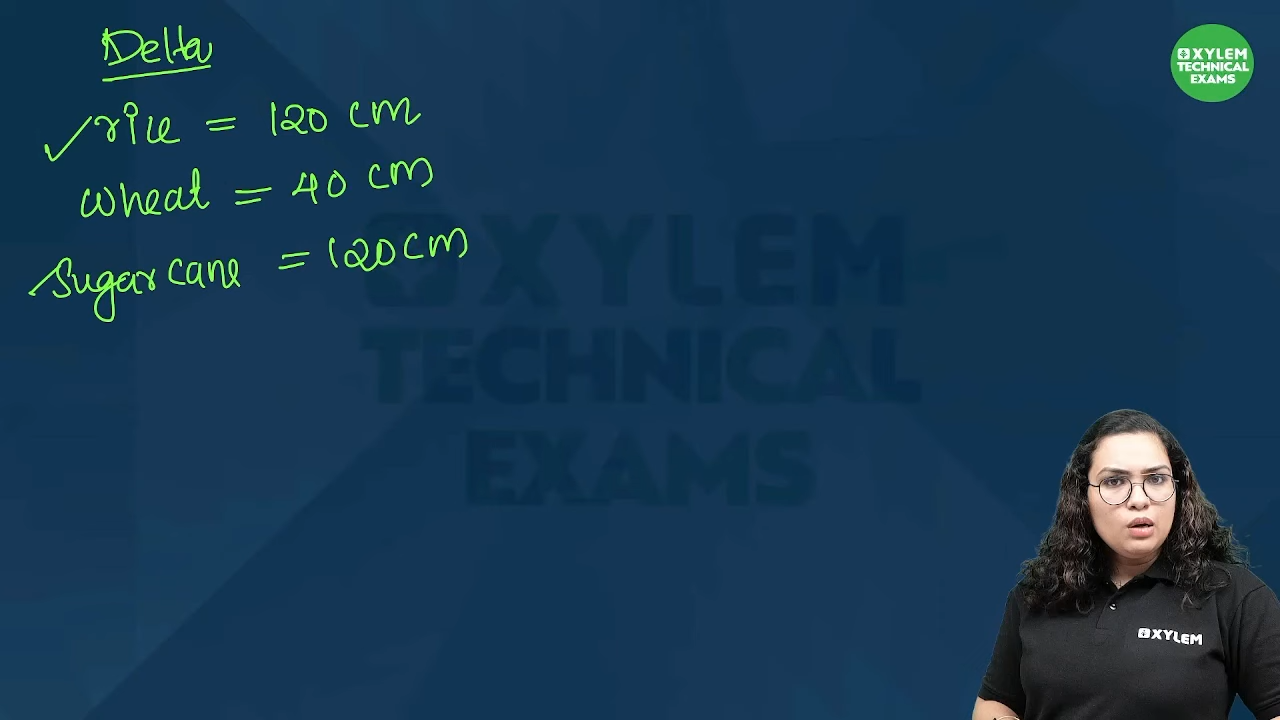 Delta
✓ rice = 120 cm
wheat = 40 cm
Sugarcane = 120 cm
XYLEM
TECHNICAL
EXAMS
XYLEM
TECHNICAL
EXAMS
XYLEM